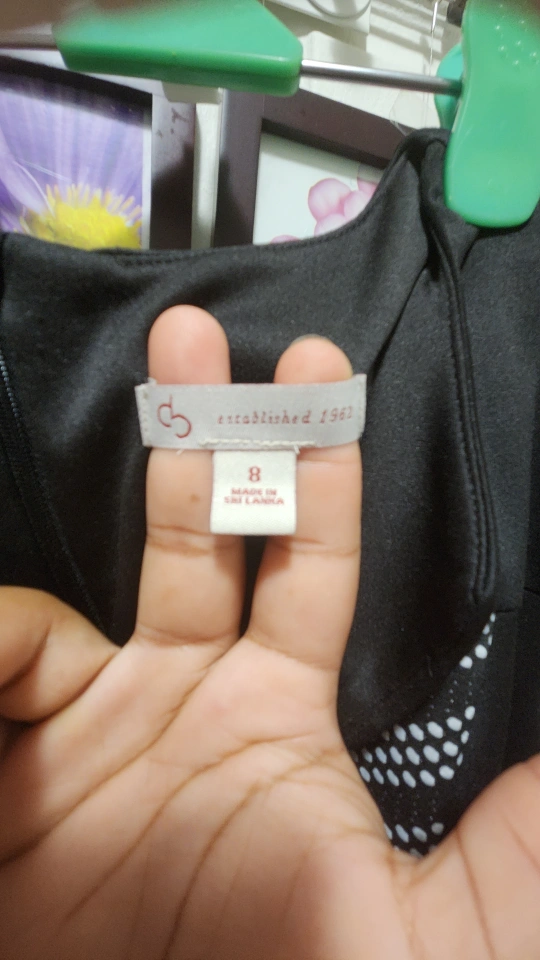 established 1962
8
MADE IN
SRI LANKA